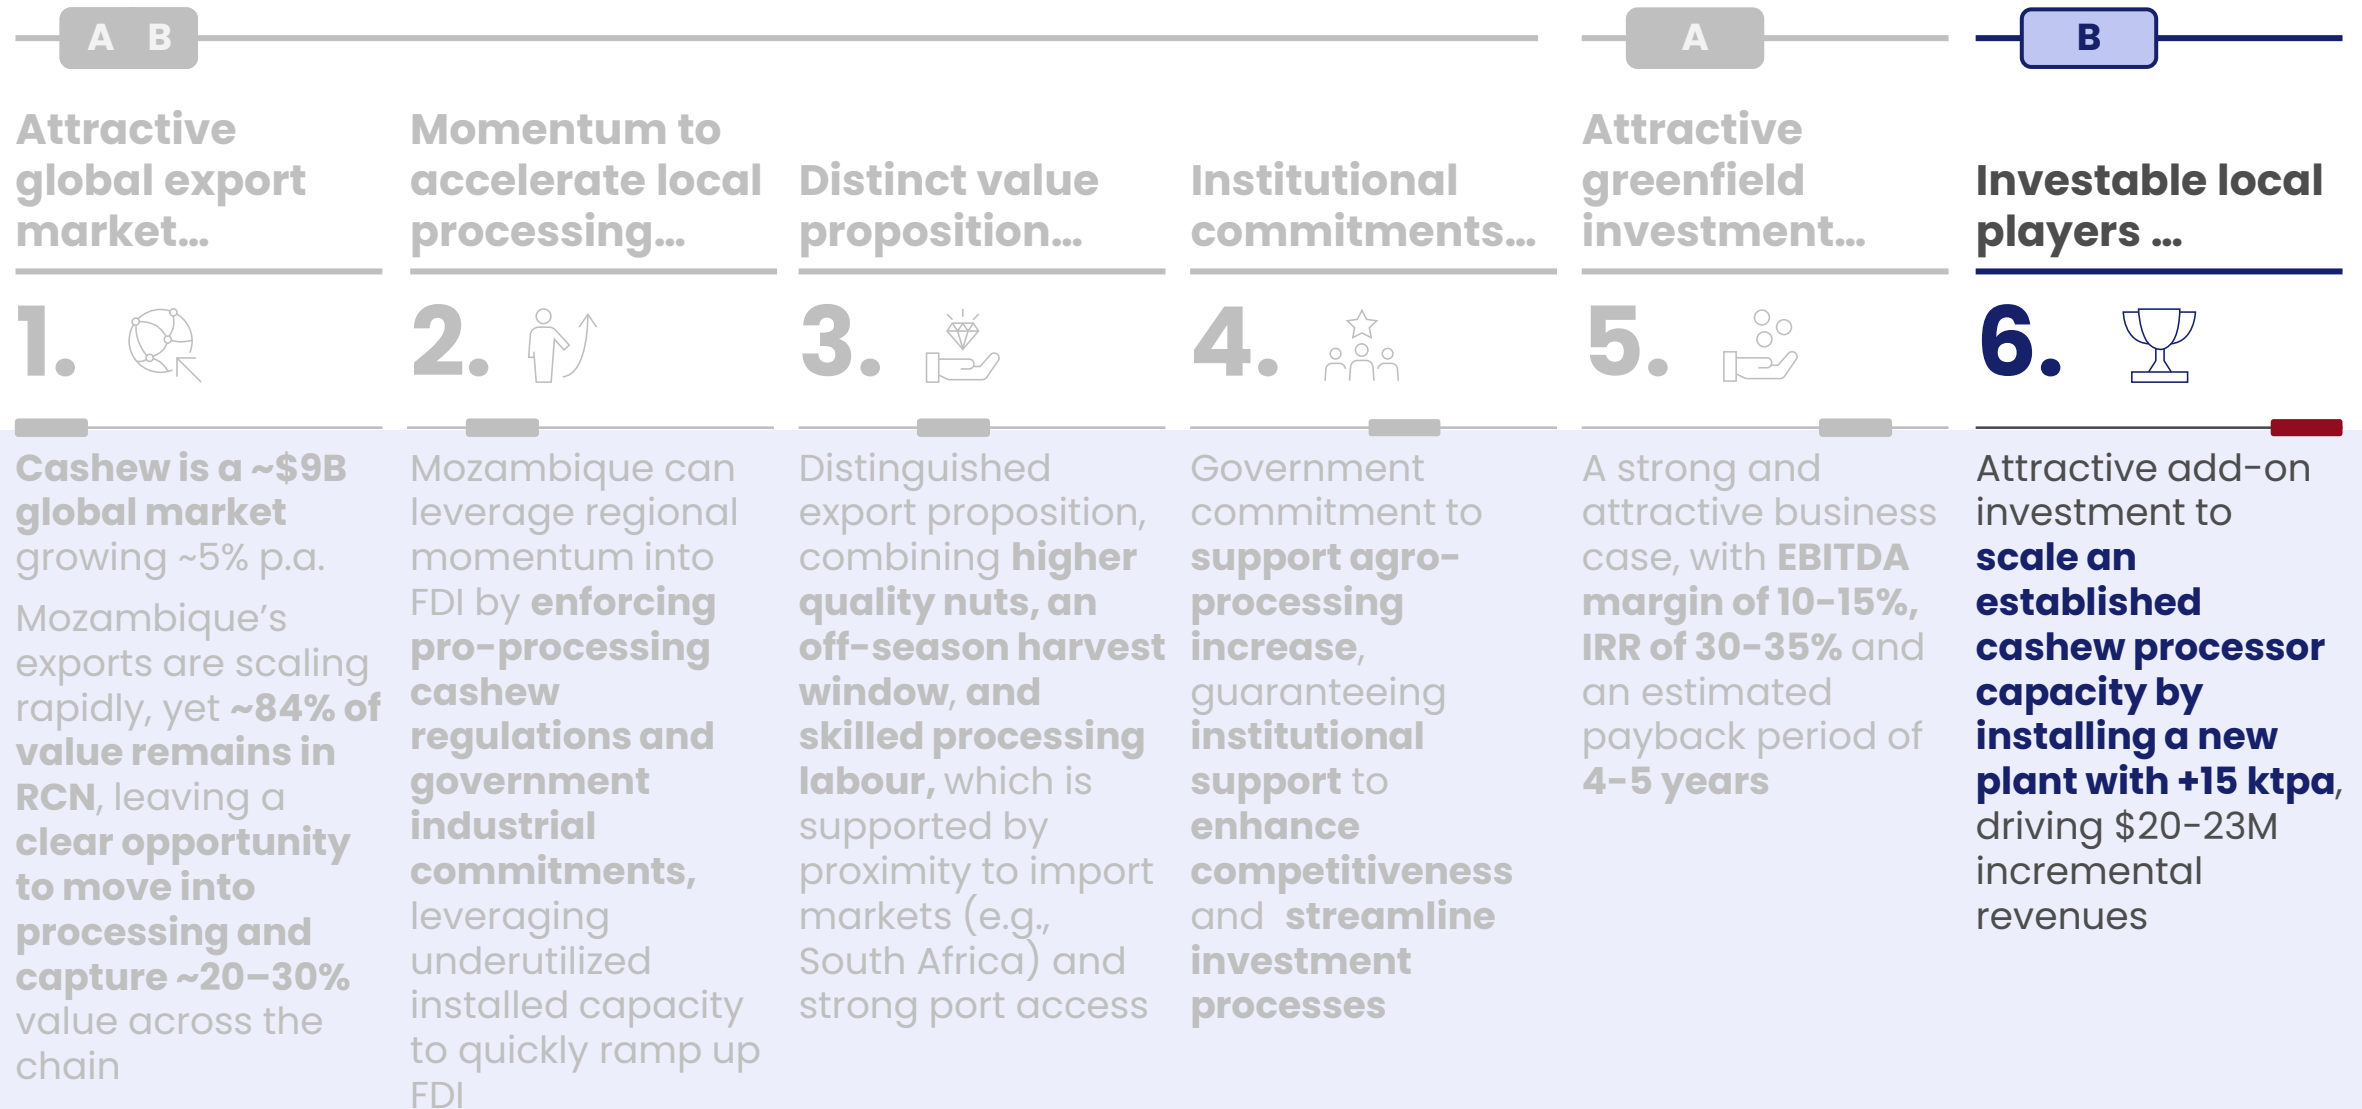 A B
A
B
Attractive
global export
market...
Momentum to
accelerate local
processing...
Distinct value
proposition...
Institutional
commitments...
Attractive
greenfield
investment...
Investable local
players ...
1.
2.
3.
4.
5.
6.
Cashew is a ~$9B
global market
growing ~5% p.a.
Mozambique’s
exports are scaling
rapidly, yet ~84% of
value remains in
RCN, leaving a
clear opportunity
to move into
processing and
capture ~20–30%
value across the
chain
Mozambique can
leverage regional
momentum into
FDI by enforcing
pro-processing
cashew
regulations and
government
industrial
commitments,
leveraging
underutilized
installed capacity
to quickly ramp up
FDI
Distinguished
export proposition,
combining higher
quality nuts, an
off-season harvest
window, and
skilled processing
labour, which is
supported by
proximity to import
markets (e.g.,
South Africa) and
strong port access
Government
commitment to
support agro-
processing
increase,
guaranteeing
institutional
support to
enhance
competitiveness
and streamline
investment
processes
A strong and
attractive business
case, with EBITDA
margin of 10-15%,
IRR of 30-35% and
an estimated
payback period of
4-5 years
Attractive add-on
investment to
scale an
established
cashew processor
capacity by
installing a new
plant with +15 ktpa,
driving $20-23M
incremental
revenues